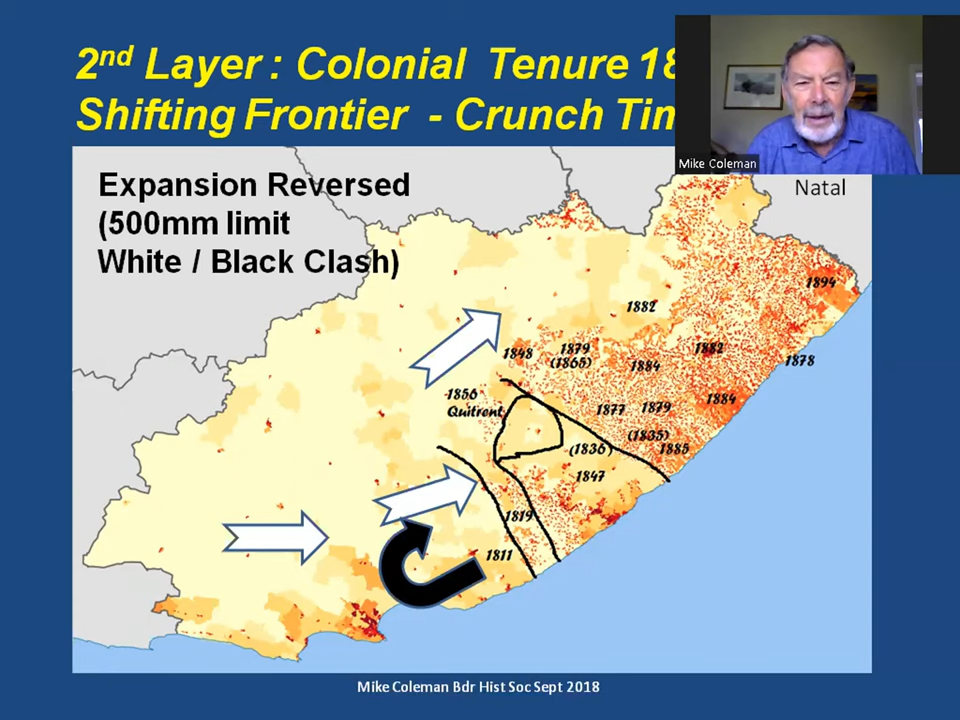 2nd Layer : Colonial Tenure 18
Shifting Frontier - Crunch Tim
Mike Coleman
Expansion Reversed
(500mm limit
White / Black Clash)
Natal
1894
1882
1848
1879
(1865)
1882
1878
1884
1856
Quitrent
1877
1879
1884
(1835)
(1836)
1885
1847
1819
1811
Mike Coleman Bdr Hist Soc Sept 2018